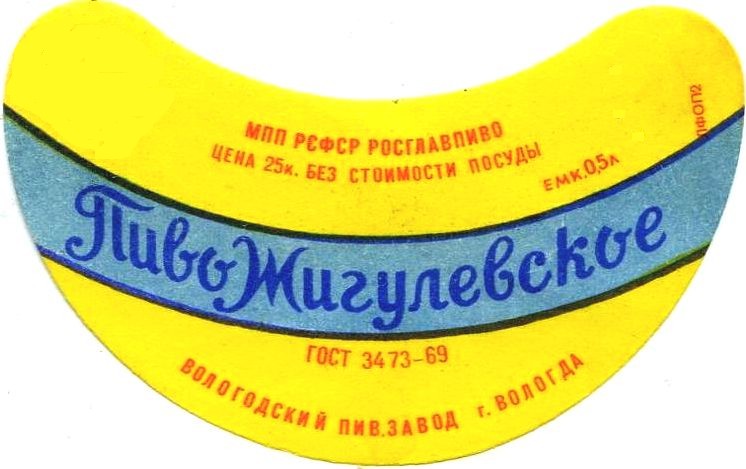 МПП РСФСР РОСГЛАВПИВО
ЦЕНА 25к. БЕЗ СТОИМОСТИ ПОСУДЫ
ЕМК.0,5л
Пиво Жигулевское
ГОСТ 3473-69
ВОЛОГОДСКИЙ ПИВ.ЗАВОД г. ВОЛОГДА